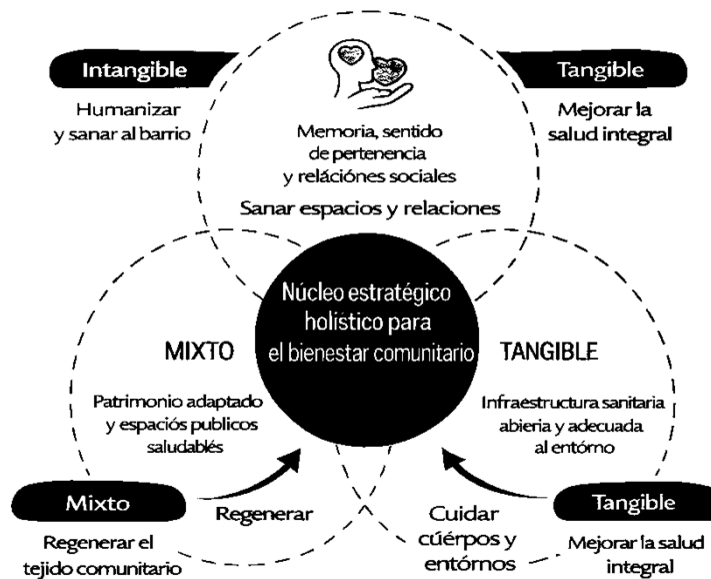 Intangible
Humanizar
y sanar al barrio
Tangible
Mejorar la
salud integral
Memoria, sentido
de pertenencia
y relációnes sociales
Sanar espacios y relaciones
Núcleo estratégico
holístico para
el bienestar comunitario
MIXTO
Patrimonio adaptado
y espaciós publicos
saludablés
TANGIBLE
Infraestructura sanitaria
abierta y adecuada
al entórno
Mixto
Regenerar el
tejido comunitario
Regenerar
Cuidar
cúérpos y
entórnos
Tangible
Mejorar la salud
integral